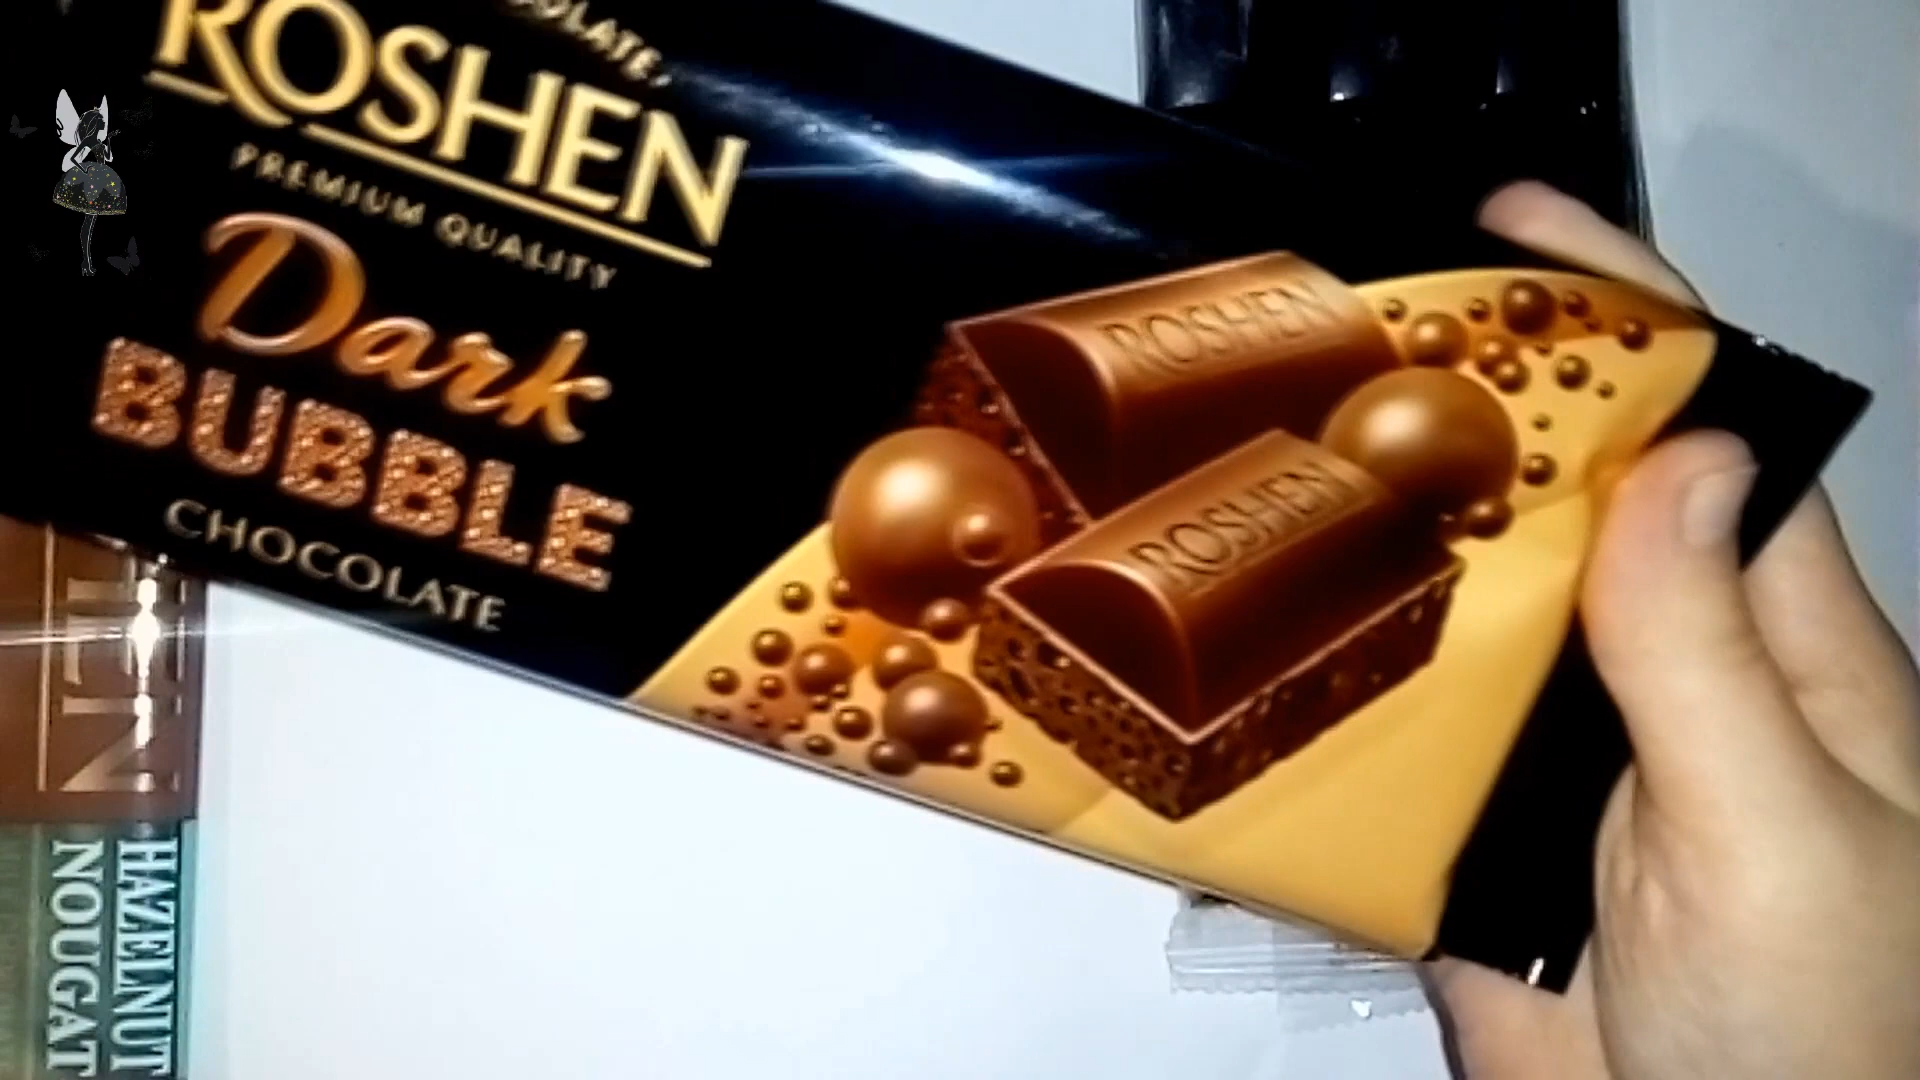 ROSHEN
PREMIUM QUALITY
Dark
BUBBLE
CHOCOLATE
ROSHEN
ROSHEN
HAZELNUT
NOUGAT